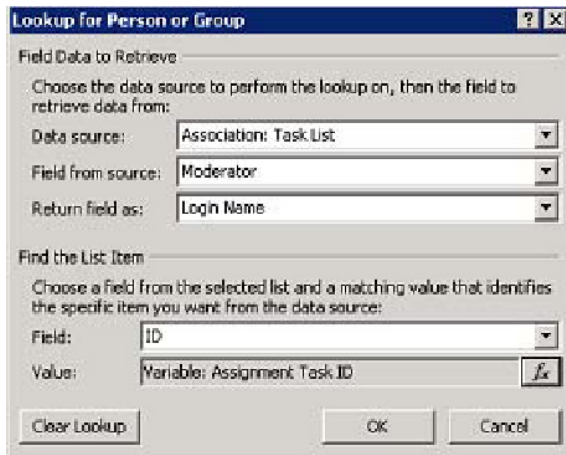 Lookup for Person or Group
Field Data to Retrieve
Choose the data source to perform the lookup on, then the field to
retrieve data from:
Data source: Association: Task List
Field from source: Moderator
Return field as: Login Name
Find the List Item
Choose a field from the selected list and a matching value that identifies
the specific item you want from the data source:
Field: ID
Value: Variable: Assignment Task ID fx
Clear Lookup OK Cancel